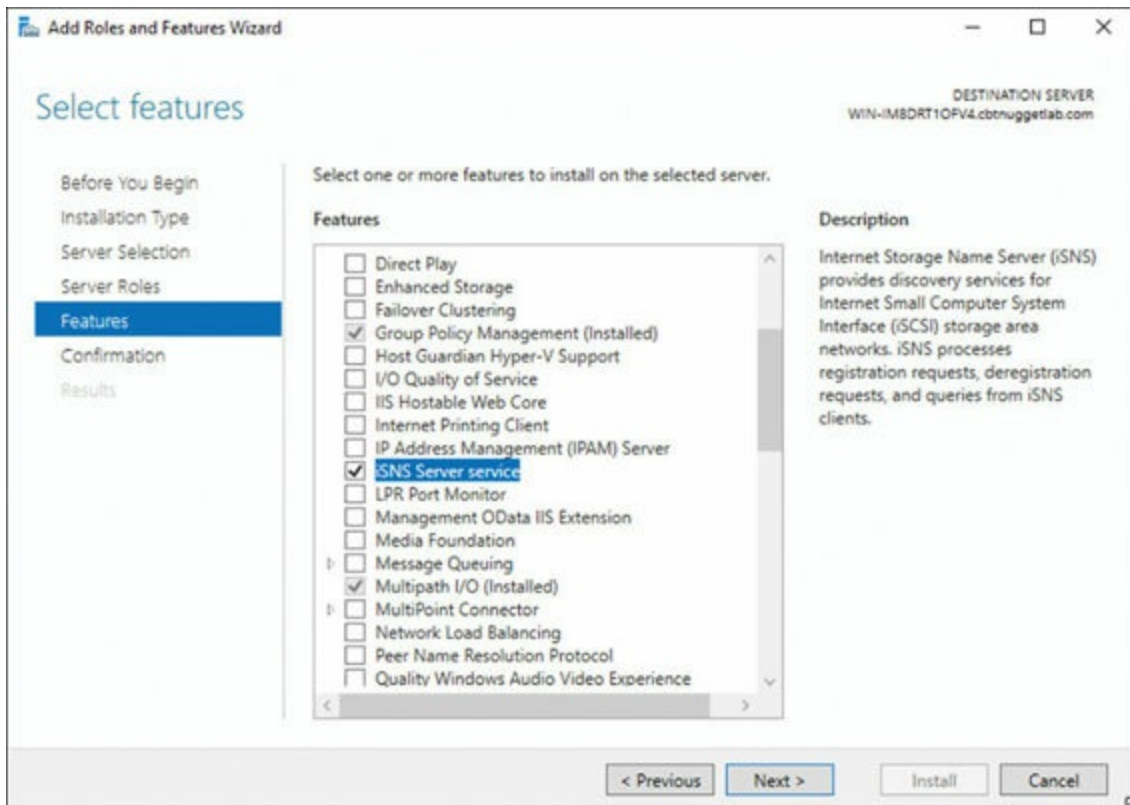 Add Roles and Features Wizard
Select features
DESTINATION SERVER
WIN-IM8DRT1OFV4.cbtnuggetlab.com
Before You Begin
Installation Type
Server Selection
Server Roles
Features
Confirmation
Results
Select one or more features to install on the selected server.
Features
Direct Play
Enhanced Storage
Failover Clustering
Group Policy Management (Installed)
Host Guardian Hyper-V Support
I/O Quality of Service
IIS Hostable Web Core
Internet Printing Client
IP Address Management (IPAM) Server
iSNS Server service
LPR Port Monitor
Management OData IIS Extension
Media Foundation
Message Queuing
Multipath I/O (Installed)
MultiPoint Connector
Network Load Balancing
Peer Name Resolution Protocol
Quality Windows Audio Video Experience
Description
Internet Storage Name Server (iSNS)
provides discovery services for
Internet Small Computer System
Interface (iSCSI) storage area
networks. iSNS processes
registration requests, deregistration
requests, and queries from iSNS
clients.
< Previous
Next >
Install
Cancel